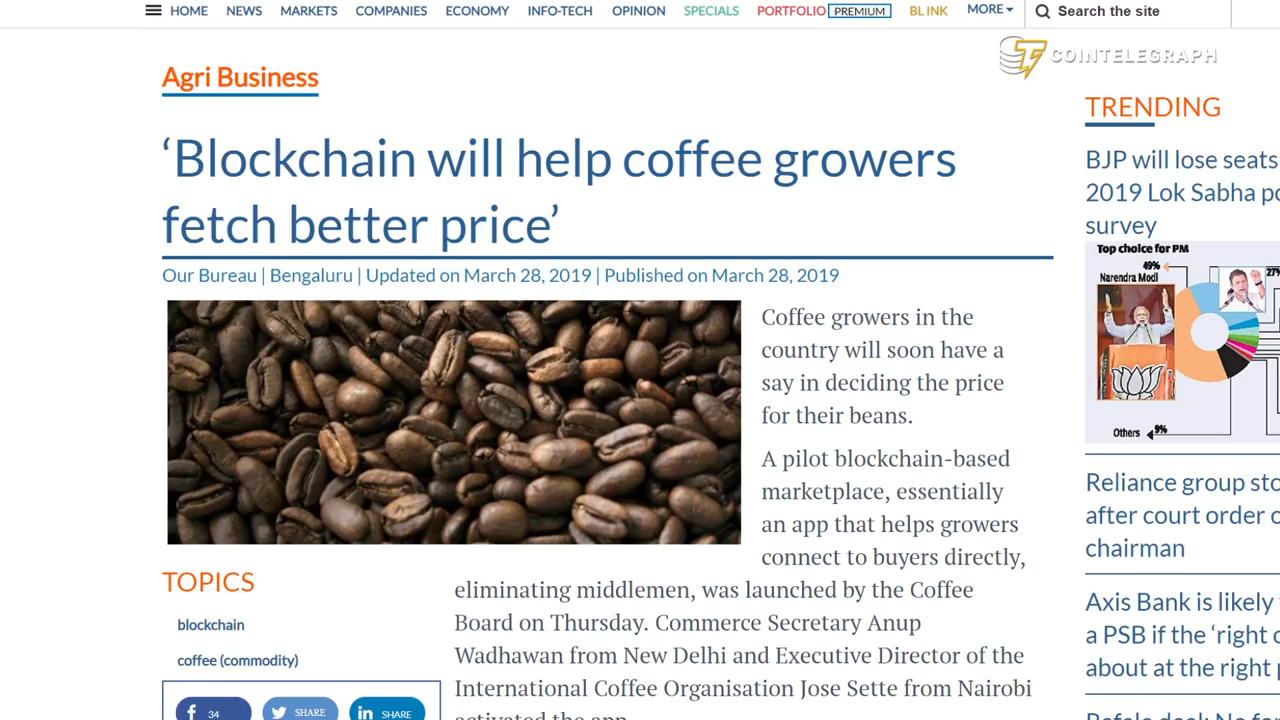 HOME NEWS MARKETS COMPANIES ECONOMY INFO-TECH OPINION SPECIALS PORTFOLIO PREMIUM BLINK MORE Search the site
COINTELEGRAPH
Agri Business
‘Blockchain will help coffee growers
fetch better price’
Our Bureau | Bengaluru | Updated on March 28, 2019 | Published on March 28, 2019
Coffee growers in the
country will soon have a
say in deciding the price
for their beans.
A pilot blockchain-based
marketplace, essentially
an app that helps growers
connect to buyers directly,
eliminating middlemen, was launched by the Coffee
Board on Thursday. Commerce Secretary Anup
Wadhawan from New Delhi and Executive Director of the
International Coffee Organisation Jose Sette from Nairobi
activated the app.
TOPICS
blockchain
coffee (commodity)
34 SHARE SHARE
TRENDING
BJP will lose seats
2019 Lok Sabha
survey
Top choice for PM
49%
Narendra Modi
27%
Others 9%
Reliance group
after court order
chairman
Axis Bank is likely
a PSB if the ‘right
about at the right